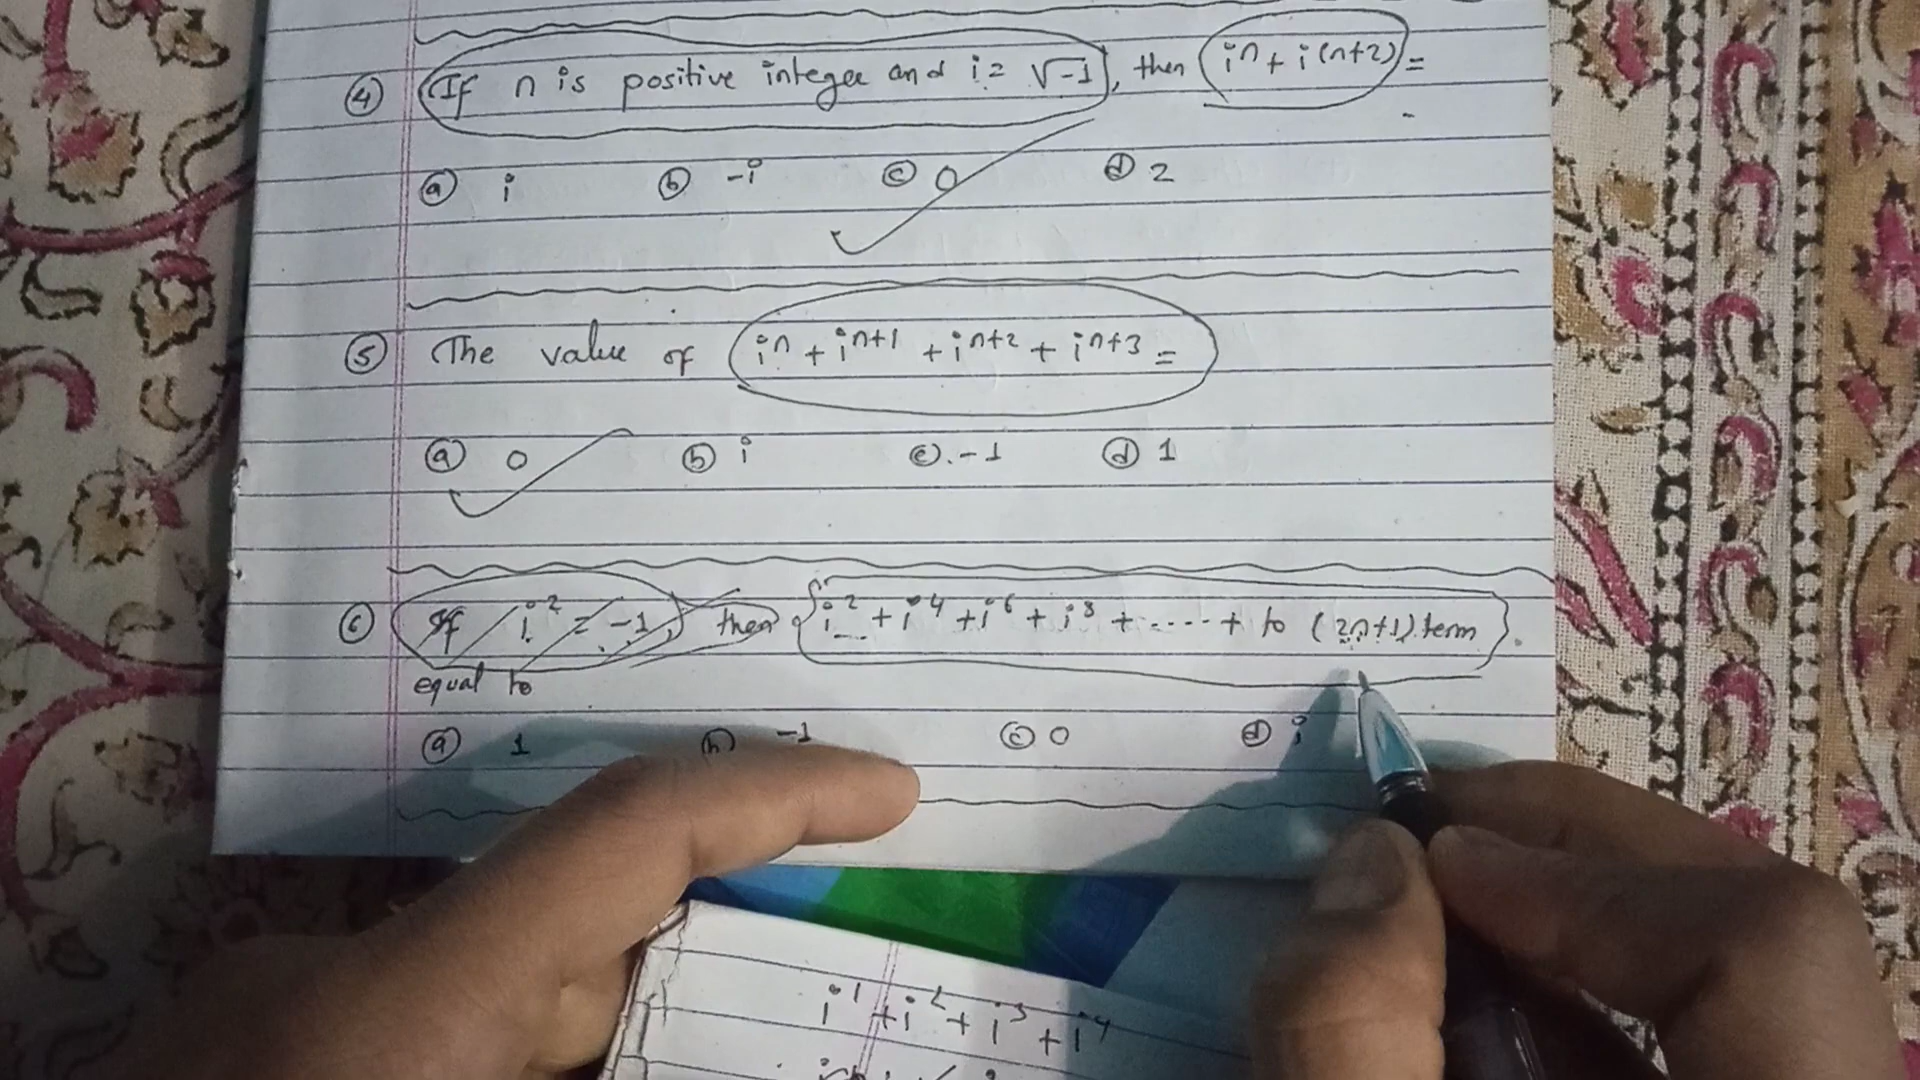 ④ If n is positive integer and i = √-1, then iⁿ + i⁽ⁿ⁺²⁾ =
ⓐ i ⓑ -i ⓒ 0 ⓓ 2
⑤ The value of iⁿ + iⁿ⁺¹ + iⁿ⁺² + iⁿ⁺³ =
ⓐ 0 ⓑ i ⓒ -1 ⓓ 1
⑥ If i² = -1, then i² + i⁴ + i⁶ + i⁸ + ..... + to (2n+1) term
equal to
ⓐ 1 ⓑ -1 ⓒ 0 ⓓ i
i¹ + i² + i³ + i⁴